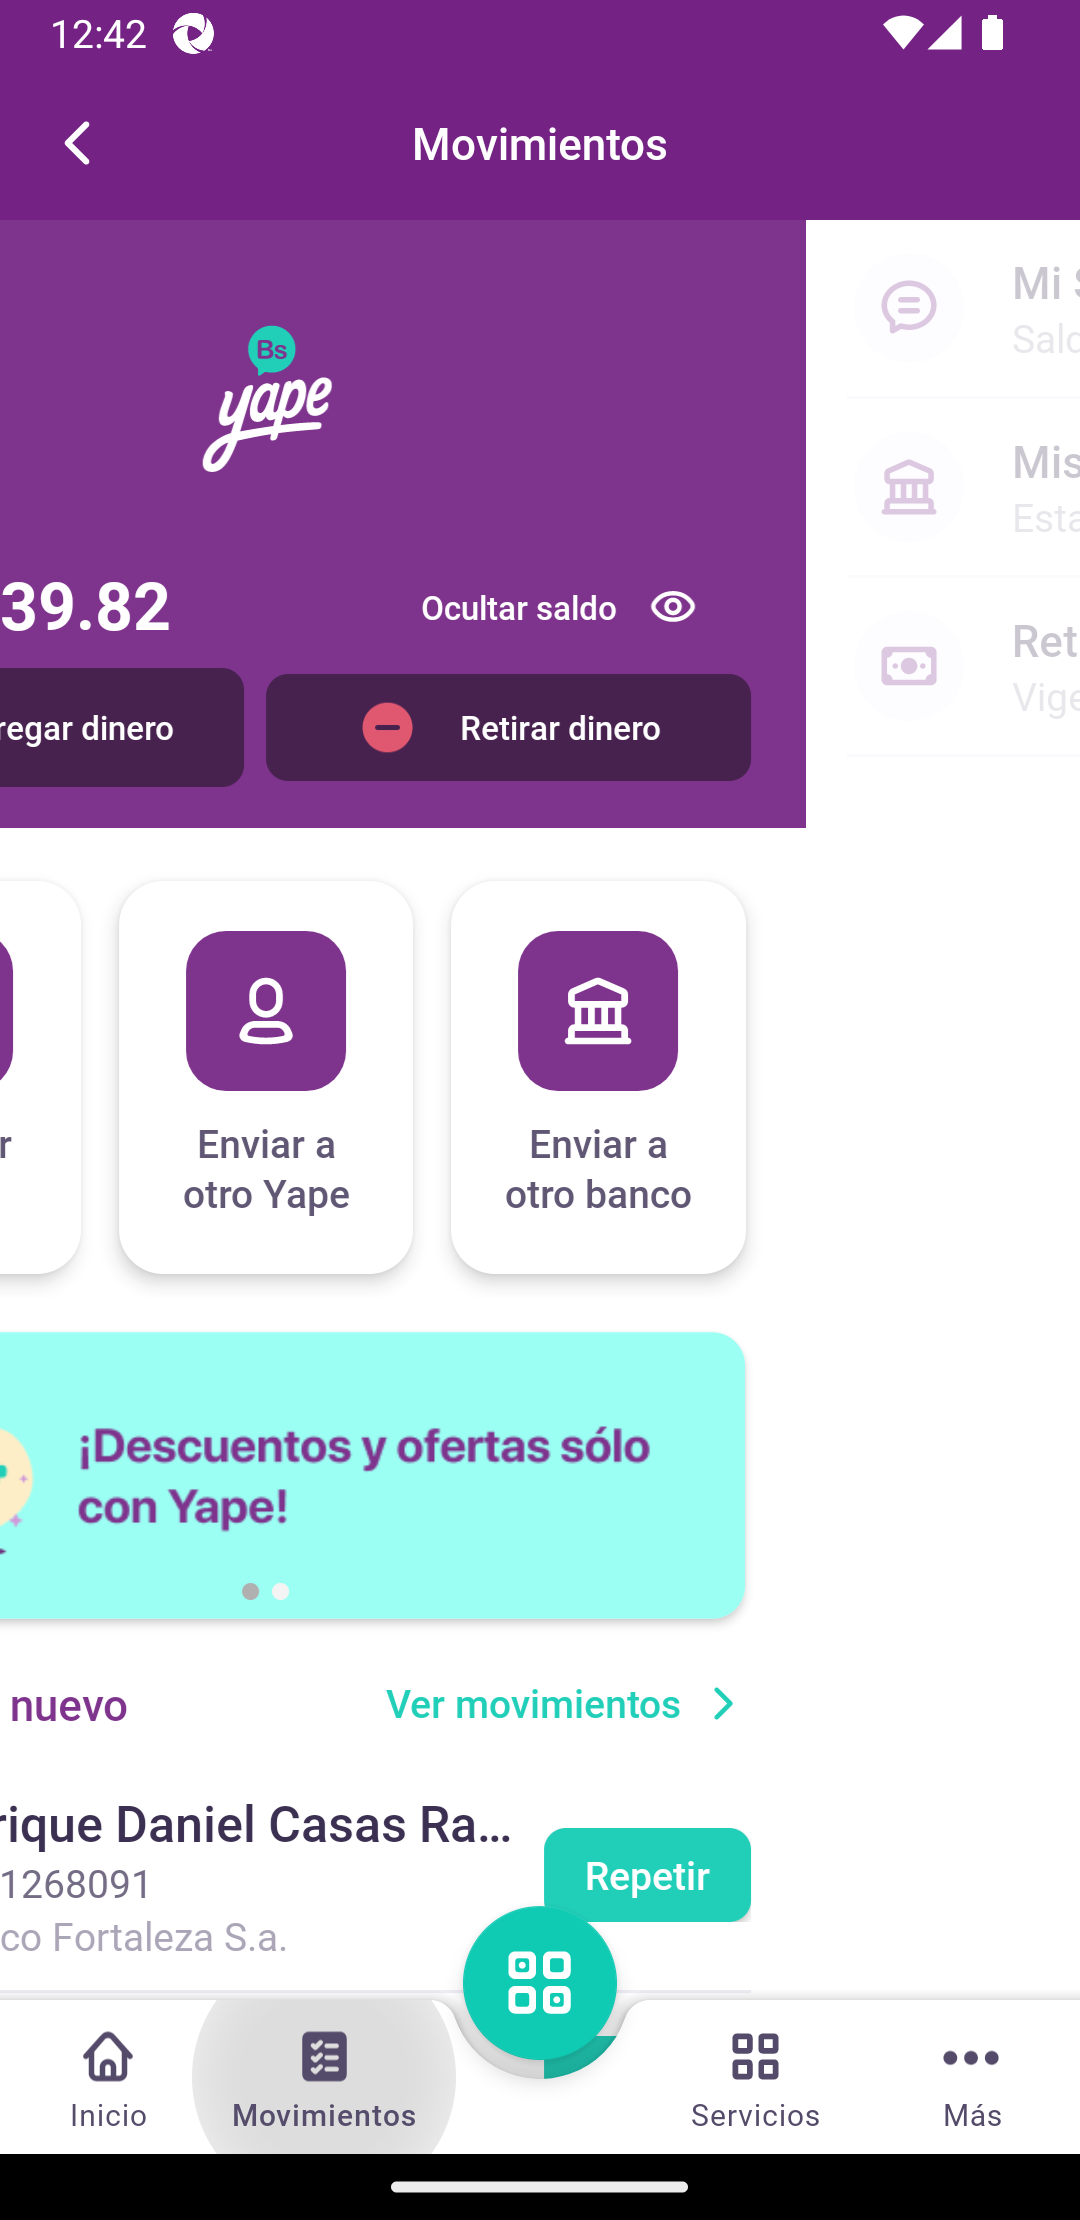 12:42
Movimientos
Bs
yape
39.82
Ocultar saldo
regar dinero
Retirar dinero
Mi S
Sald
Mis
Esta
Ret
Vige
r
Enviar a
otro Yape
Enviar a
otro banco
¡Descuentos y ofertas sólo
con Yape!
nuevo
Ver movimientos
rique Daniel Casas Ra...
1268091
co Fortaleza S.a.
Repetir
Inicio
Movimientos
Servicios
Más